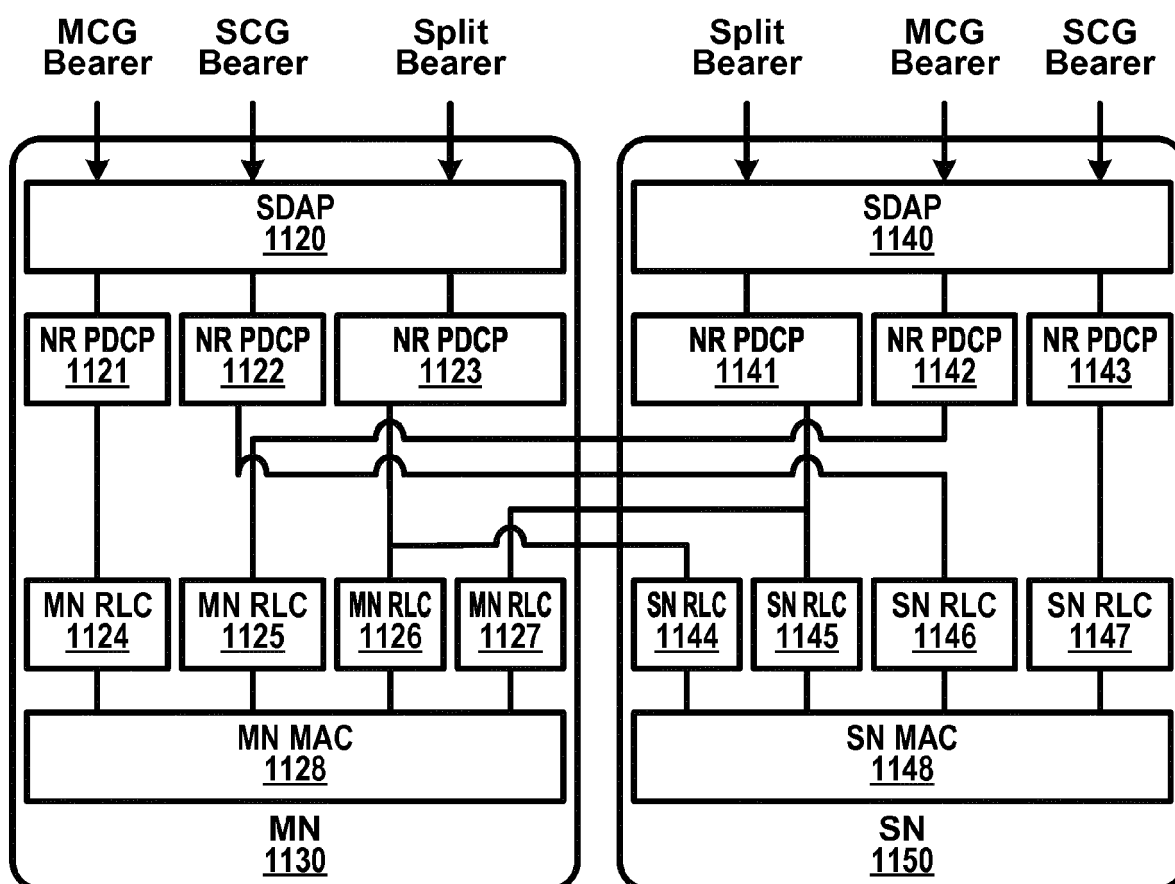 MCG Bearer
SCG Bearer
Split Bearer
Split Bearer
MCG Bearer
SCG Bearer
SDAP
1120
SDAP
1140
NR PDCP
1121
NR PDCP
1122
NR PDCP
1123
NR PDCP
1141
NR PDCP
1142
NR PDCP
1143
MN RLC
1124
MN RLC
1125
MN RLC
1126
MN RLC
1127
SN RLC
1144
SN RLC
1145
SN RLC
1146
SN RLC
1147
MN MAC
1128
SN MAC
1148
MN
1130
SN
1150